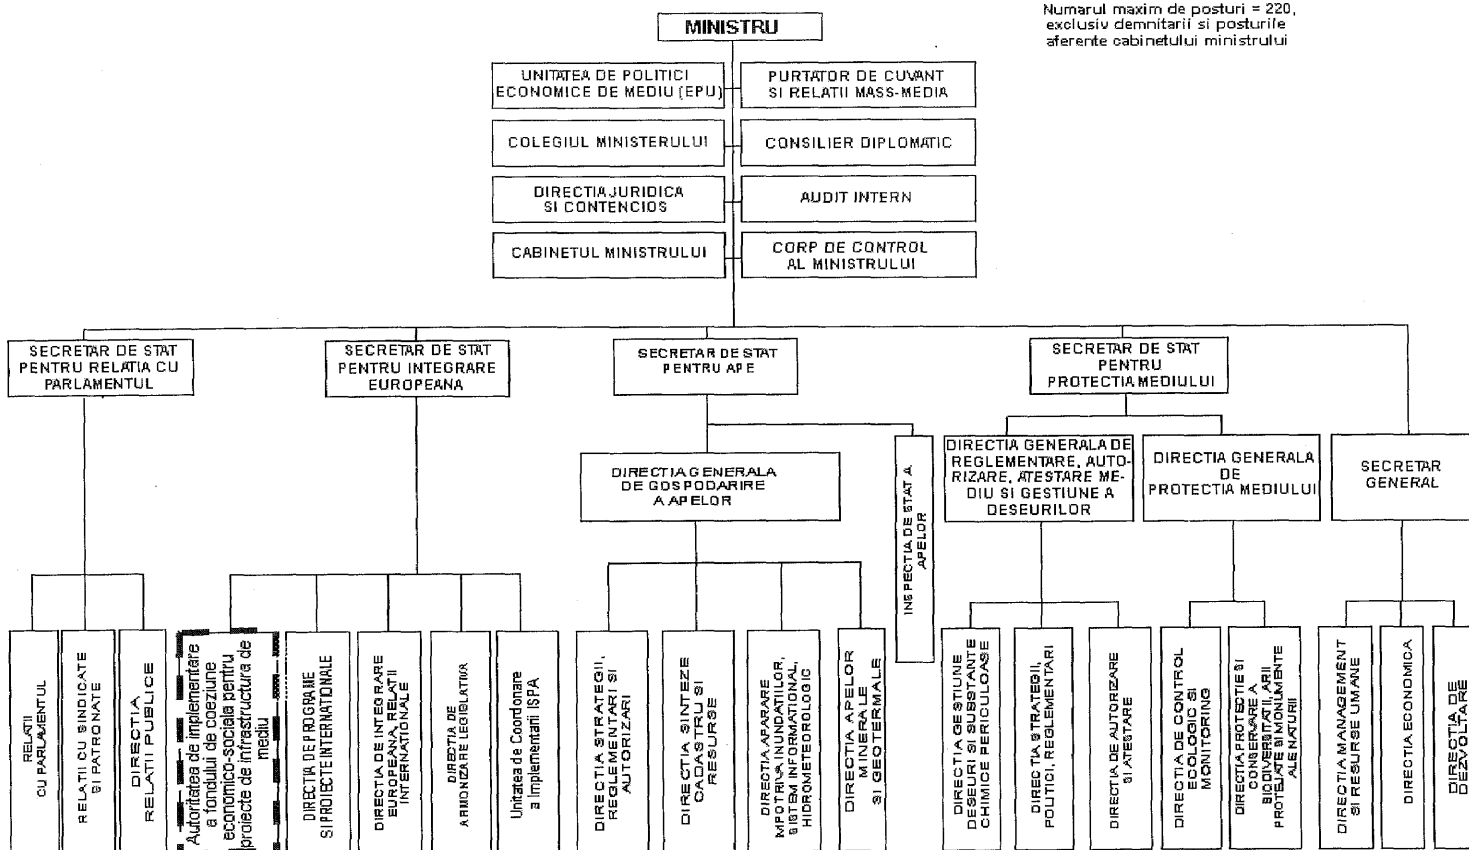 Numarul maxim de posturi = 220,
exclusiv demnitarii si posturile
aferente cabinetului ministrului
MINISTRU
UNITATEA DE POLITICI
ECONOMICE DE MEDIU (EPU)
PURTATOR DE CUVANT
SI RELATII MASS-MEDIA
COLEGIUL MINISTERULUI
CONSILIER DIPLOMATIC
DIRECTIA JURIDICA
SI CONTENCIOS
AUDIT INTERN
CABINETUL MINISTRULUI
CORP DE CONTROL
AL MINISTRULUI
SECRETAR DE STAT
PENTRU RELATIA CU
PARLAMENTUL
SECRETAR DE STAT
PENTRU INTEGRARE
EUROPEANA
SECRETAR DE STAT
PENTRU APE
SECRETAR DE STAT
PENTRU
PROTECTIA MEDIULUI
DIRECTIA GENERALA
DE GOSPODARIRE
A APELOR
INSPECTIA DE STAT A
APELOR
DIRECTIA GENERALA DE
REGLEMENTARE, AUTO-
RIZARE, ATESTARE ME-
DIU SI GESTIUNE A
DESEURILOR
DIRECTIA GENERALA
DE
PROTECTIA MEDIULUI
SECRETAR
GENERAL
RELATII
CU PARLAMENTUL
RELATII CU SINDICATE
SI PATRONATE
DIRECTIA
RELATII PUBLICE
Autoritatea de implementare
a fondului de coeziune
economico-sociala pentru
proiecte de infrastructura de
mediu
DIRECTIA DE PROGRAME
SI PROTECT INTERNATIONALE
DIRECTIA DE INTEGRARE
EUROPEANA, RELATII
INTERNATIONALE
DIRECTIA DE
ARMONIZARE LEGISLATIVA
Unitatea de Coordonare
a Implementarii ISPA
DIRECTIA STRATEGII,
REGLEMENTARI SI
AUTORIZARI
DIRECTIA SINTEZE
CADASTRU SI
RESURSE
DIRECTIA APARARE
MPOTRIVA INUNDATIILOR,
SISTEM INFORMATIONAL,
HIDROMETEOROLOGIC
DIRECTIA APELOR
MINERALE
SI GEOTERMALE
DIRECTIA GESTIUNE
DESEURI SI SUBSTANTE
CHIMICE PERICULOASE
DIRECTIA STRATEGII,
POLITICI, REGLEMENTARI
DIRECTIA DE AUTORIZARE
SI ATESTARE
DIRECTIA DE CONTROL
ECOLOGIC SI
MONITORING
DIRECTIA PROTECTIE SI
CONSERVARE A
BIODIVERSITATII, ARII
PROTEJATE SI MONUMENTE
ALE NATURII
DIRECTIA MANAGEMENT
SI RESURSE UMANE
DIRECTIA ECONOMICA
DIRECTIA DE
DEZVOLTARE